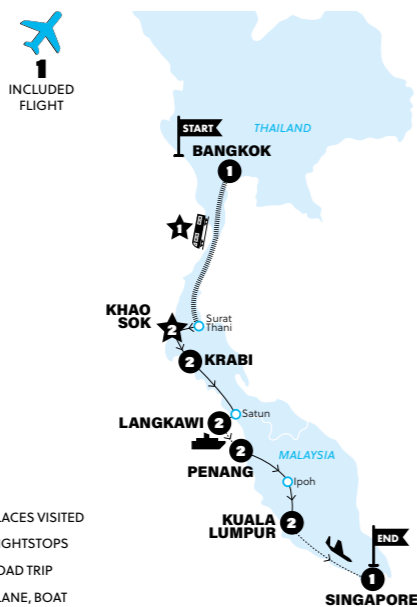 1
INCLUDED
FLIGHT
START
THAILAND
BANGKOK
1
1
KHAO
SOK
2
Surat
Thani
2
KRABI
Satun
LANGKAWI
2
2
PENANG
MALAYSIA
Ipoh
LACES VISITED
IGHTSTOPS
OAD TRIP
LANE, BOAT
KUALA
LUMPUR
2
END
1
SINGAPORE